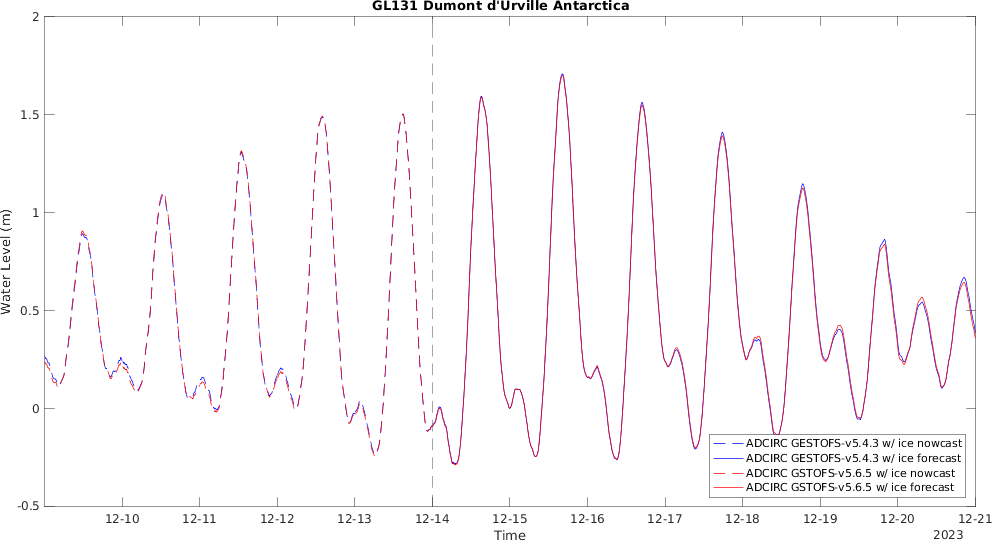 GL131 Dumont d'Urville Antarctica
2
1.5
1
0.5
0
-0.5
Water Level (m)
ADCIRC GESTOFS-v5.4.3 w/ ice nowcast
ADCIRC GESTOFS-v5.4.3 w/ ice forecast
ADCIRC GSTOFS-v5.6.5 w/ ice nowcast
ADCIRC GSTOFS-v5.6.5 w/ ice forecast
12-10 12-11 12-12 12-13 12-14 12-15 12-16 12-17 12-18 12-19 12-20 12-21
Time
2023